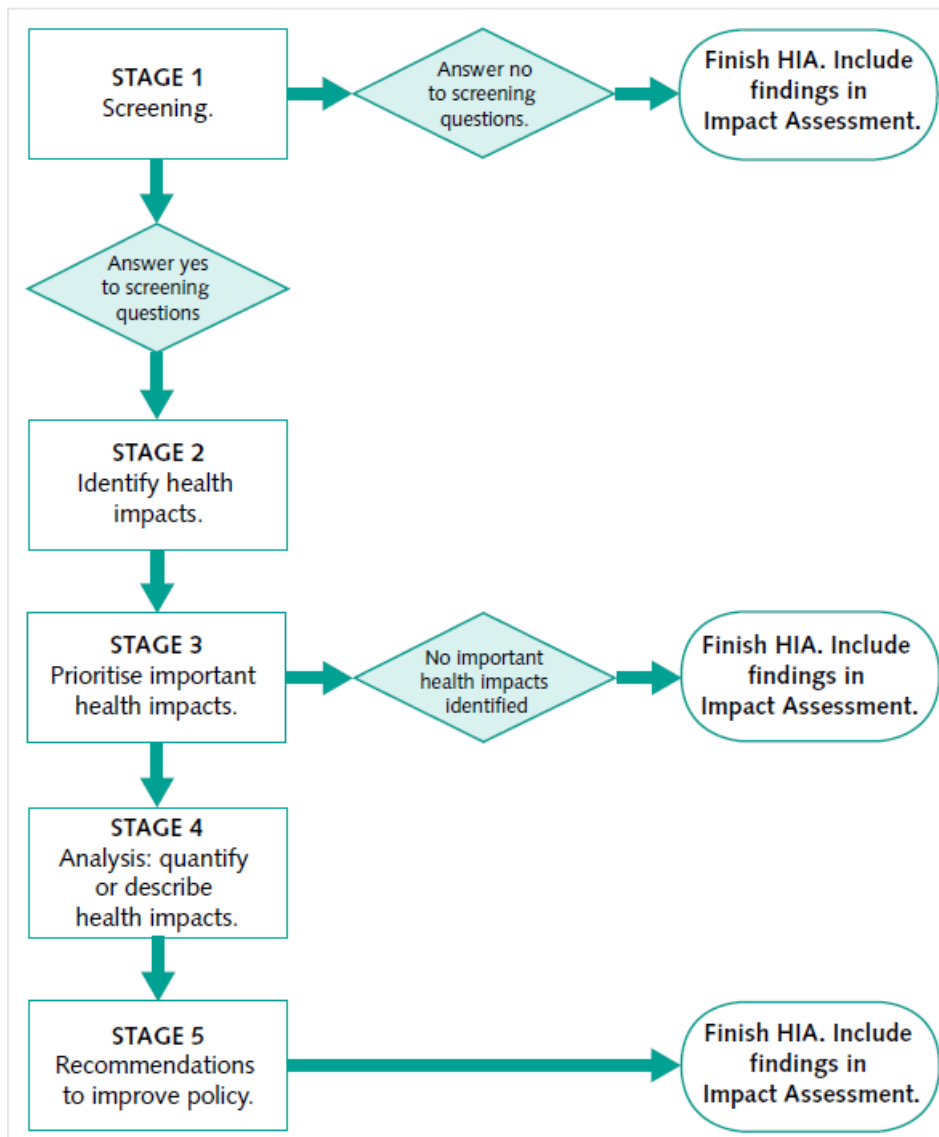 STAGE 1
Screening.
Answer no
to screening
questions.
Finish HIA. Include
findings in
Impact Assessment.
Answer yes
to screening
questions
STAGE 2
Identify health
impacts.
STAGE 3
Prioritise important
health impacts.
No important
health impacts
identified
Finish HIA. Include
findings in
Impact Assessment.
STAGE 4
Analysis: quantify
or describe
health impacts.
STAGE 5
Recommendations
to improve policy.
Finish HIA. Include
findings in
Impact Assessment.